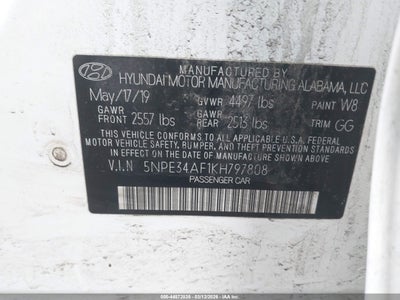 MANUFACTURED BY
HYUNDAI MOTOR MANUFACTURING ALABAMA, LLC
May/17/19 GVWR 4497 lbs PAINT W8
GAWR FRONT 2557 lbs GAWR REAR 2513 lbs TRIM GG
THIS VEHICLE CONFORMS TO ALL APPLICABLE U.S. FEDERAL MOTOR
VEHICLE SAFETY, BUMPER, AND THEFT PREVENTION STANDARDS
IN EFFECT ON THE DATE OF MANUFACTURE SHOWN ABOVE.
V.I.N 5NPE34AF1KH797808
PASSENGER CAR